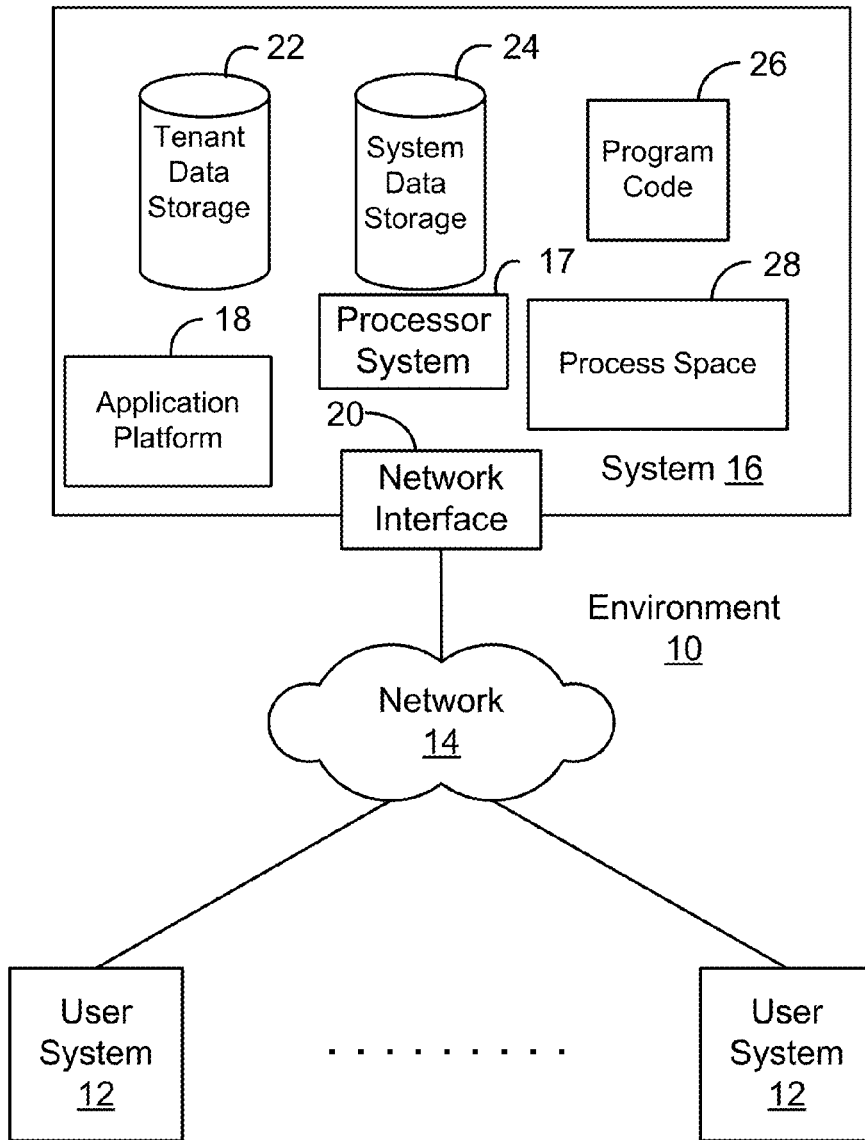 22
24
26
Tenant
Data
Storage
System
Data
Storage
Program
Code
17
28
18
Processor
System
Process Space
Application
Platform
20
Network
Interface
System 16
Environment
10
Network
14
User
System
12
. . . . . . . . .
User
System
12